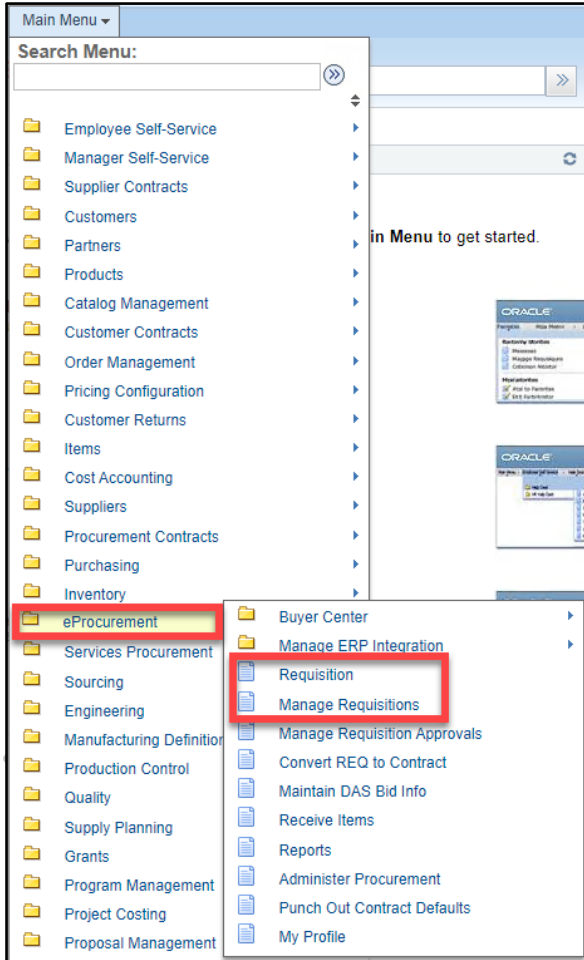 Main Menu
Search Menu:
Employee Self-Service
Manager Self-Service
Supplier Contracts
Customers
in Menu to get started.
Partners
Products
Catalog Management
Customer Contracts
Order Management
Pricing Configuration
Customer Returns
Items
Cost Accounting
Suppliers
Procurement Contracts
Purchasing
Inventory
eProcurement
Services Procurement
Sourcing
Engineering
Manufacturing Definition
Production Control
Quality
Supply Planning
Grants
Program Management
Project Costing
Proposal Management
Buyer Center
Manage ERP Integration
Requisition
Manage Requisitions
Manage Requisition Approvals
Convert REQ to Contract
Maintain DAS Bid Info
Receive Items
Reports
Administer Procurement
Punch Out Contract Defaults
My Profile
ORACLE
ORACLE